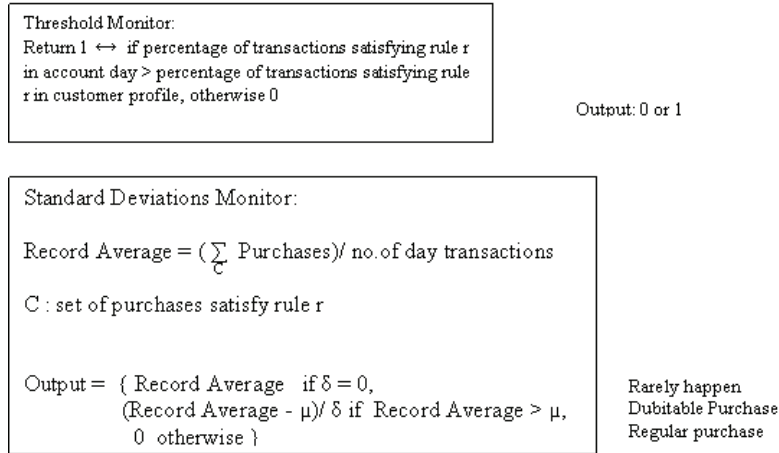 Threshold Monitor:
Return 1 ↔ if percentage of transactions satisfying rule r
in account day > percentage of transactions satisfying rule
r in customer profile, otherwise 0
Output: 0 or 1
Standard Deviations Monitor:
Record Average = (∑ Purchases)/ no.of day transactions
C
C : set of purchases satisfy rule r
Output = { Record Average if δ = 0,
(Record Average - μ)/ δ if Record Average > μ,
0 otherwise }
Rarely happen
Dubitable Purchase
Regular purchase